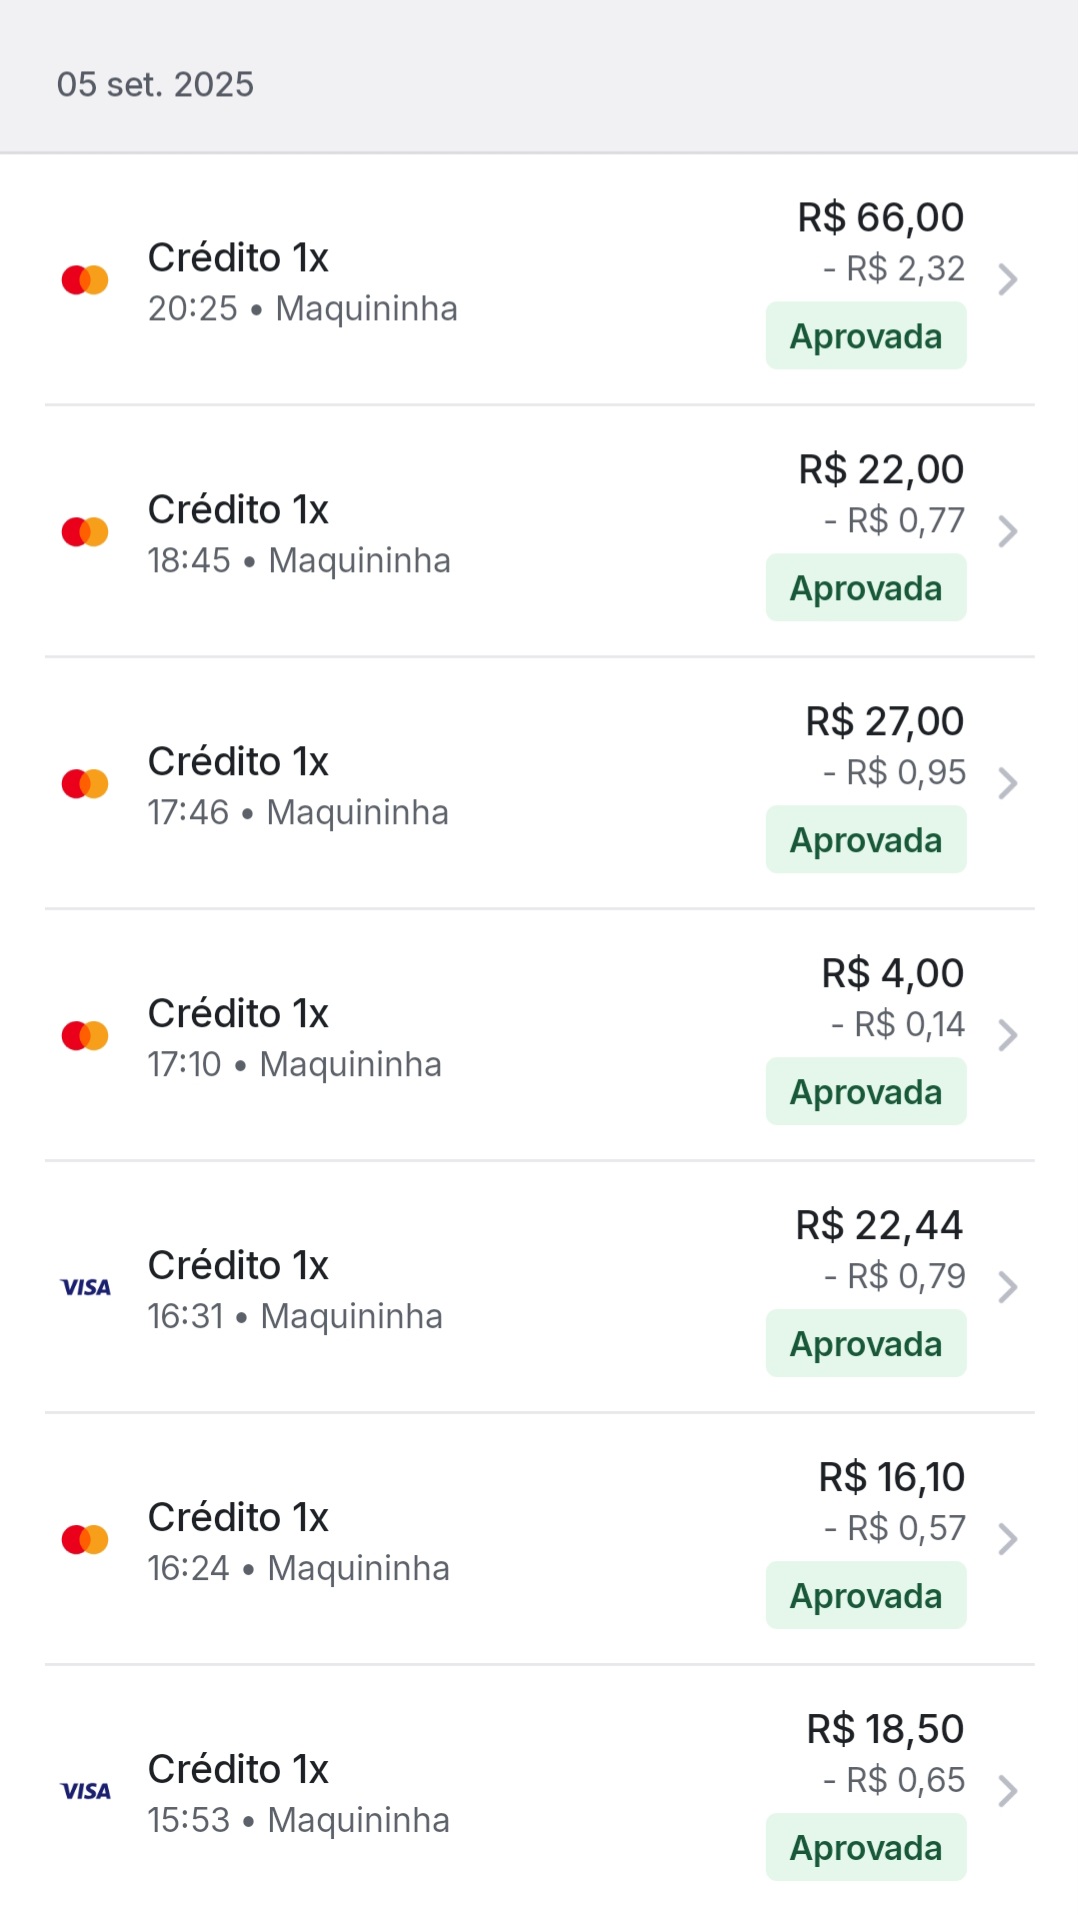 05 set. 2025
Crédito 1x
20:25 • Maquininha
R$ 66,00
- R$ 2,32
Aprovada
Crédito 1x
18:45 • Maquininha
R$ 22,00
- R$ 0,77
Aprovada
Crédito 1x
17:46 • Maquininha
R$ 27,00
- R$ 0,95
Aprovada
Crédito 1x
17:10 • Maquininha
R$ 4,00
- R$ 0,14
Aprovada
VISA
Crédito 1x
16:31 • Maquininha
R$ 22,44
- R$ 0,79
Aprovada
Crédito 1x
16:24 • Maquininha
R$ 16,10
- R$ 0,57
Aprovada
VISA
Crédito 1x
15:53 • Maquininha
R$ 18,50
- R$ 0,65
Aprovada